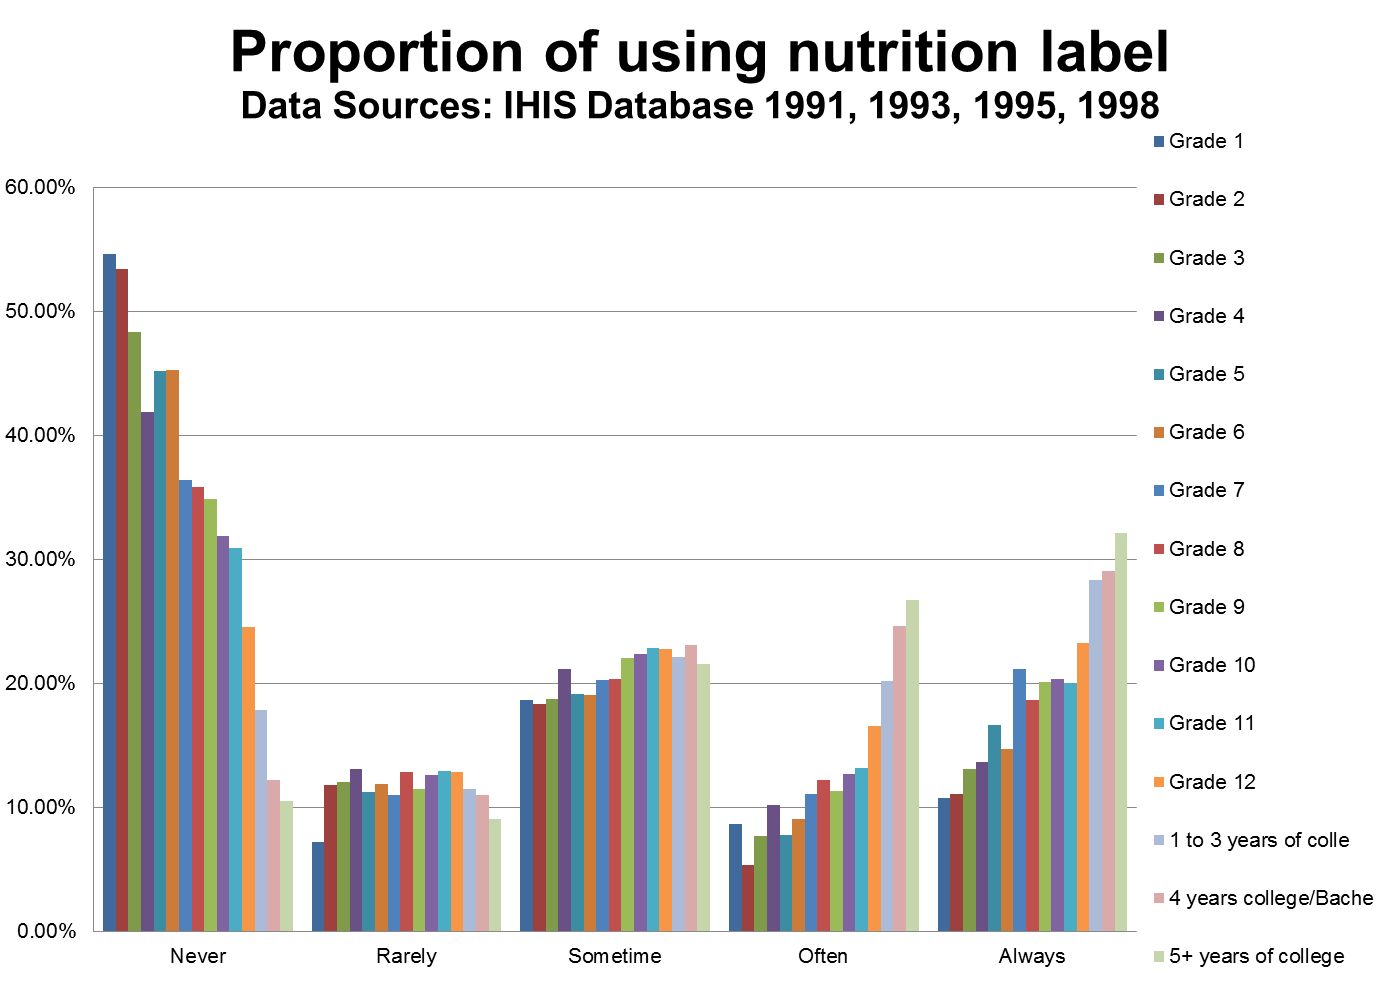 Proportion of using nutrition label
Data Sources: IHIS Database 1991, 1993, 1995, 1998
60.00%
50.00%
40.00%
30.00%
20.00%
10.00%
0.00%
Never
Rarely
Sometime
Often
Always
Grade 1
Grade 2
Grade 3
Grade 4
Grade 5
Grade 6
Grade 7
Grade 8
Grade 9
Grade 10
Grade 11
Grade 12
1 to 3 years of colle
4 years college/Bache
5+ years of college